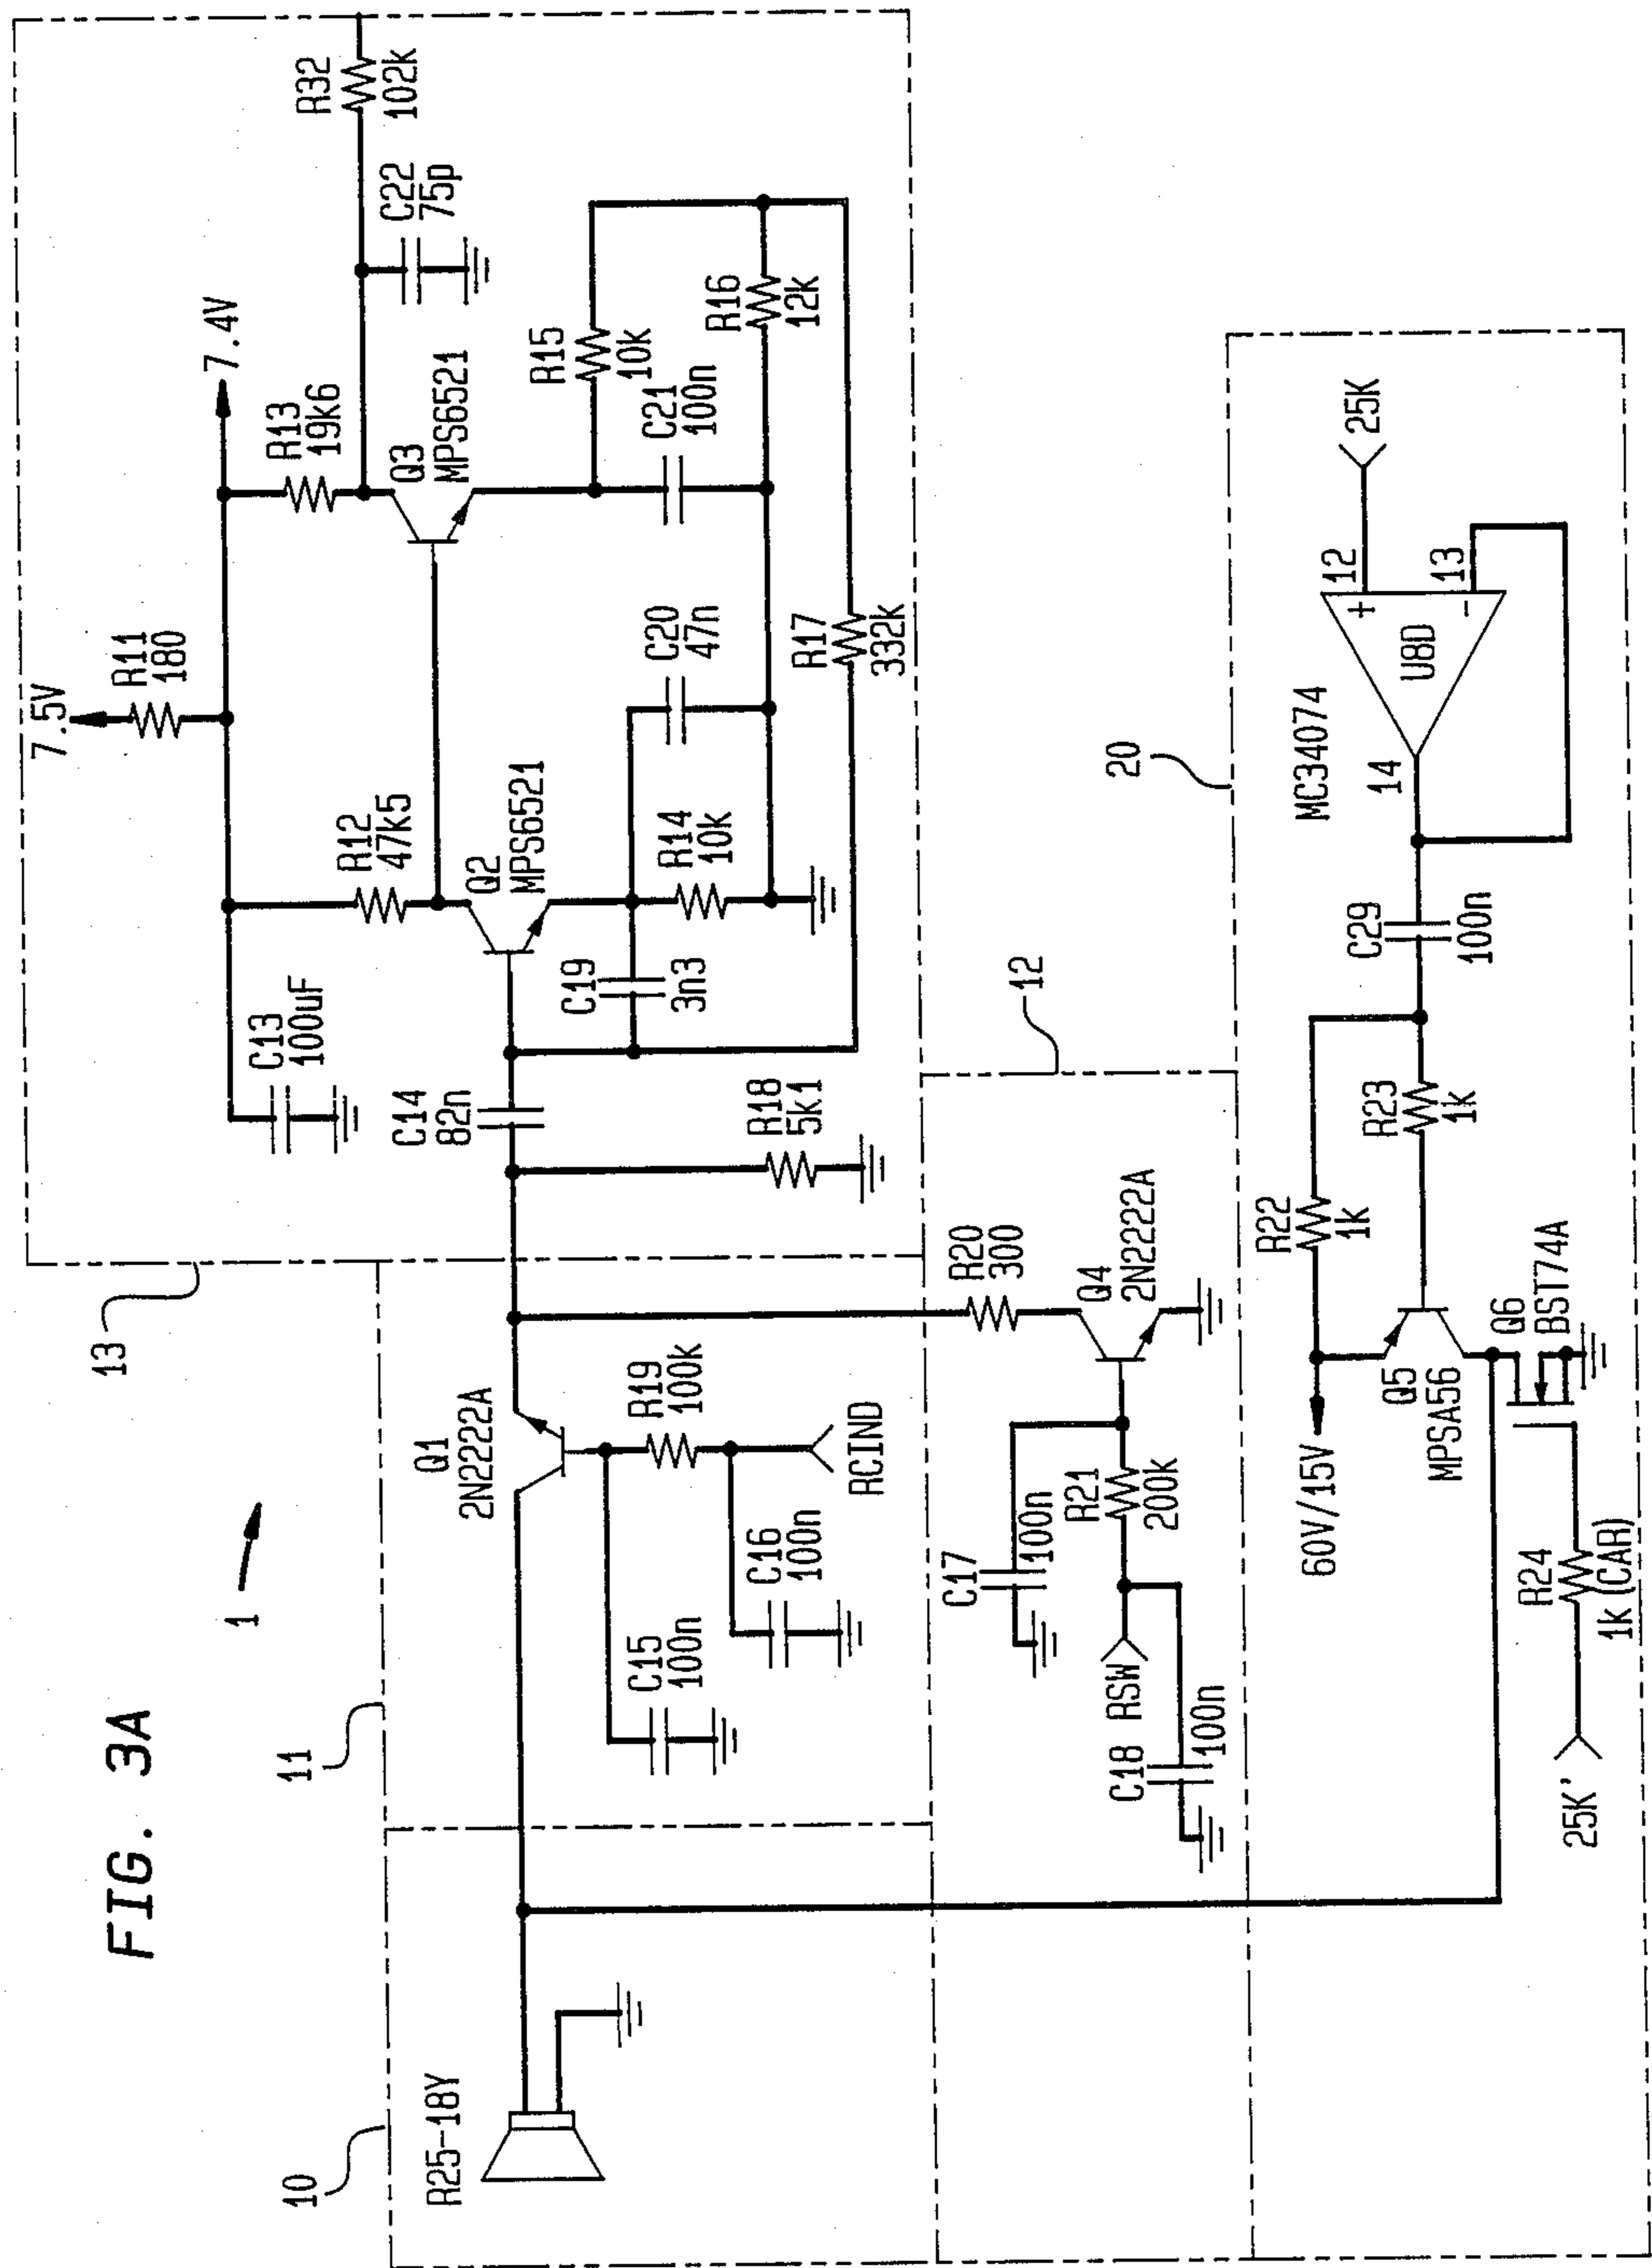 FIG. 3A
1
10
11
13
12
20
R25-18Y
Q1
2N2222A
R19
100k
RCIND
C15
100n
C16
100n
7.5V
R11
180
7.4V
C13
100uF
R12
47k5
R13
19k6
Q2
MPS6521
Q3
MPS6521
R32
102k
C22
75p
C14
82n
R18
5k1
C19
3n3
R14
10k
C20
47n
C21
100n
R15
10k
R16
12k
R17
332k
R20
300
Q4
2N2222A
C17
100n
R21
200k
RSW
C18
100n
60V/15V
R22
1k
R23
1k
C29
100n
Q5
MPSA56
Q6
BST74A
R24
1k (CAR)
25K'
MC34074
U8D
14
12
+
13
-
25K